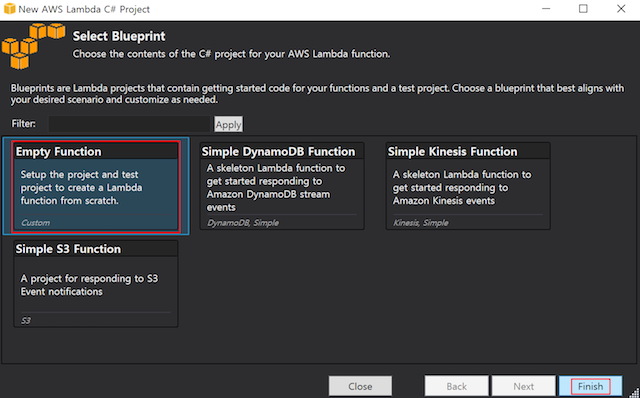 New AWS Lambda C# Project
Select Blueprint
Choose the contents of the C# project for your AWS Lambda function.
Blueprints are Lambda projects that contain getting started code for your functions and a test project. Choose a blueprint that best aligns with
your desired scenario and customize as needed.
Filter:
Apply
Empty Function
Setup the project and test
project to create a Lambda
function from scratch.
Custom
Simple DynamoDB Function
A skeleton Lambda function to
get started responding to
Amazon DynamoDB stream
events
DynamoDB, Simple
Simple Kinesis Function
A skeleton Lambda function to
get started responding to
Amazon Kinesis events
Kinesis, Simple
Simple S3 Function
A project for responding to S3
Event notifications
S3
Close
Back
Next
Finish